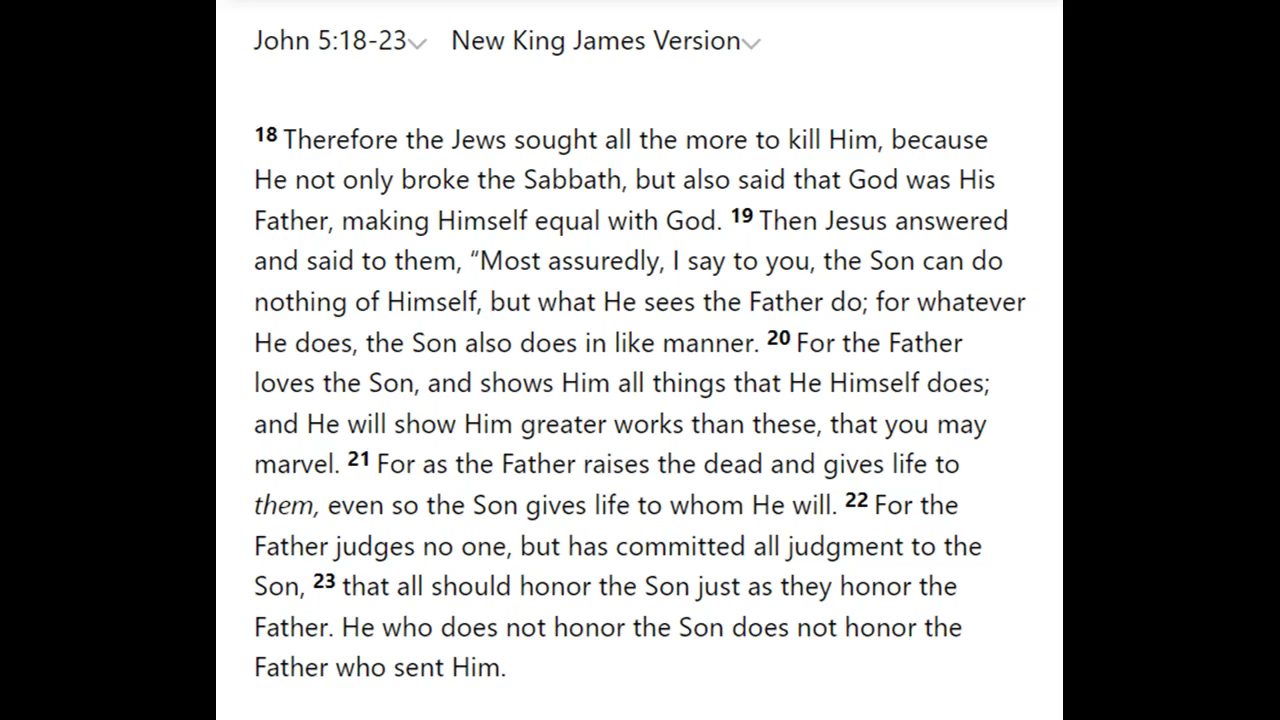 John 5:18-23 New King James Version
18 Therefore the Jews sought all the more to kill Him, because
He not only broke the Sabbath, but also said that God was His
Father, making Himself equal with God. 19 Then Jesus answered
and said to them, “Most assuredly, I say to you, the Son can do
nothing of Himself, but what He sees the Father do; for whatever
He does, the Son also does in like manner. 20 For the Father
loves the Son, and shows Him all things that He Himself does;
and He will show Him greater works than these, that you may
marvel. 21 For as the Father raises the dead and gives life to
them, even so the Son gives life to whom He will. 22 For the
Father judges no one, but has committed all judgment to the
Son, 23 that all should honor the Son just as they honor the
Father. He who does not honor the Son does not honor the
Father who sent Him.